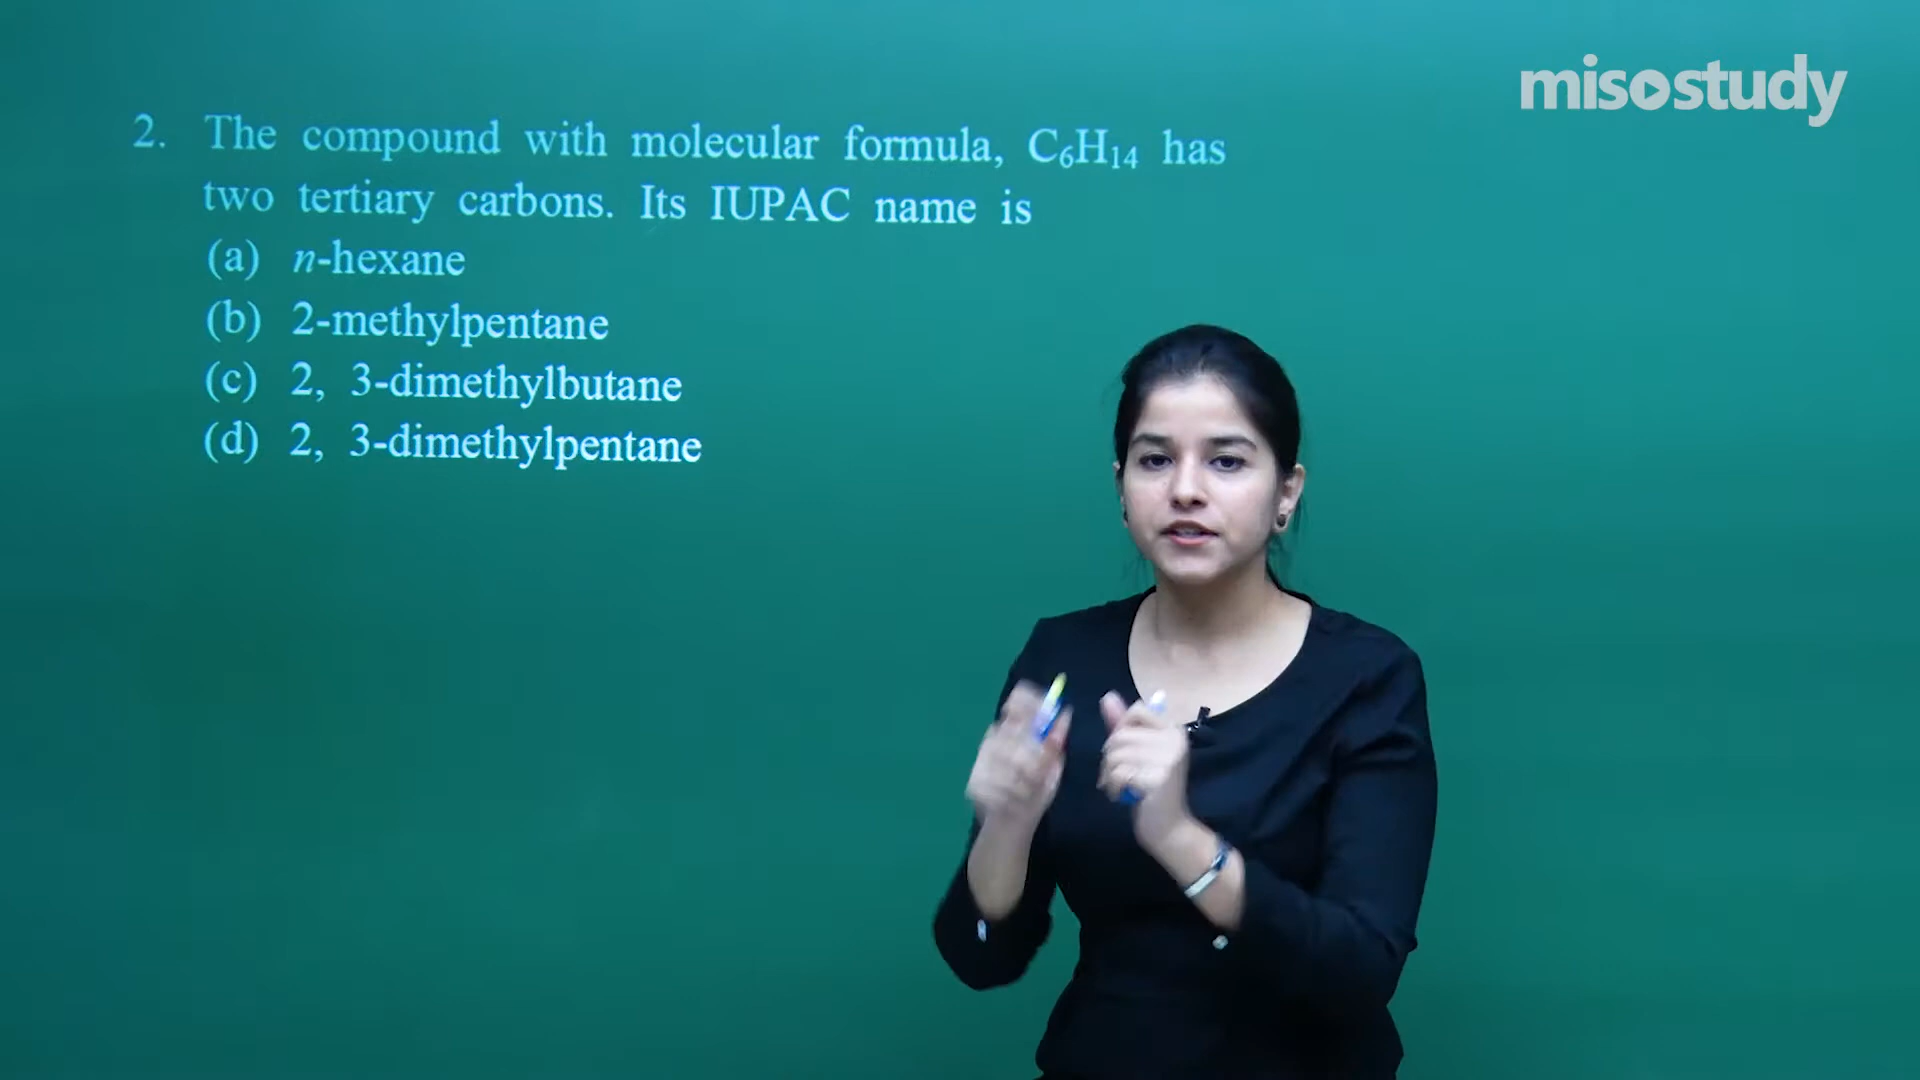 misostudy
2. The compound with molecular formula, C₆H₁₄ has
two tertiary carbons. Its IUPAC name is
(a) n-hexane
(b) 2-methylpentane
(c) 2, 3-dimethylbutane
(d) 2, 3-dimethylpentane